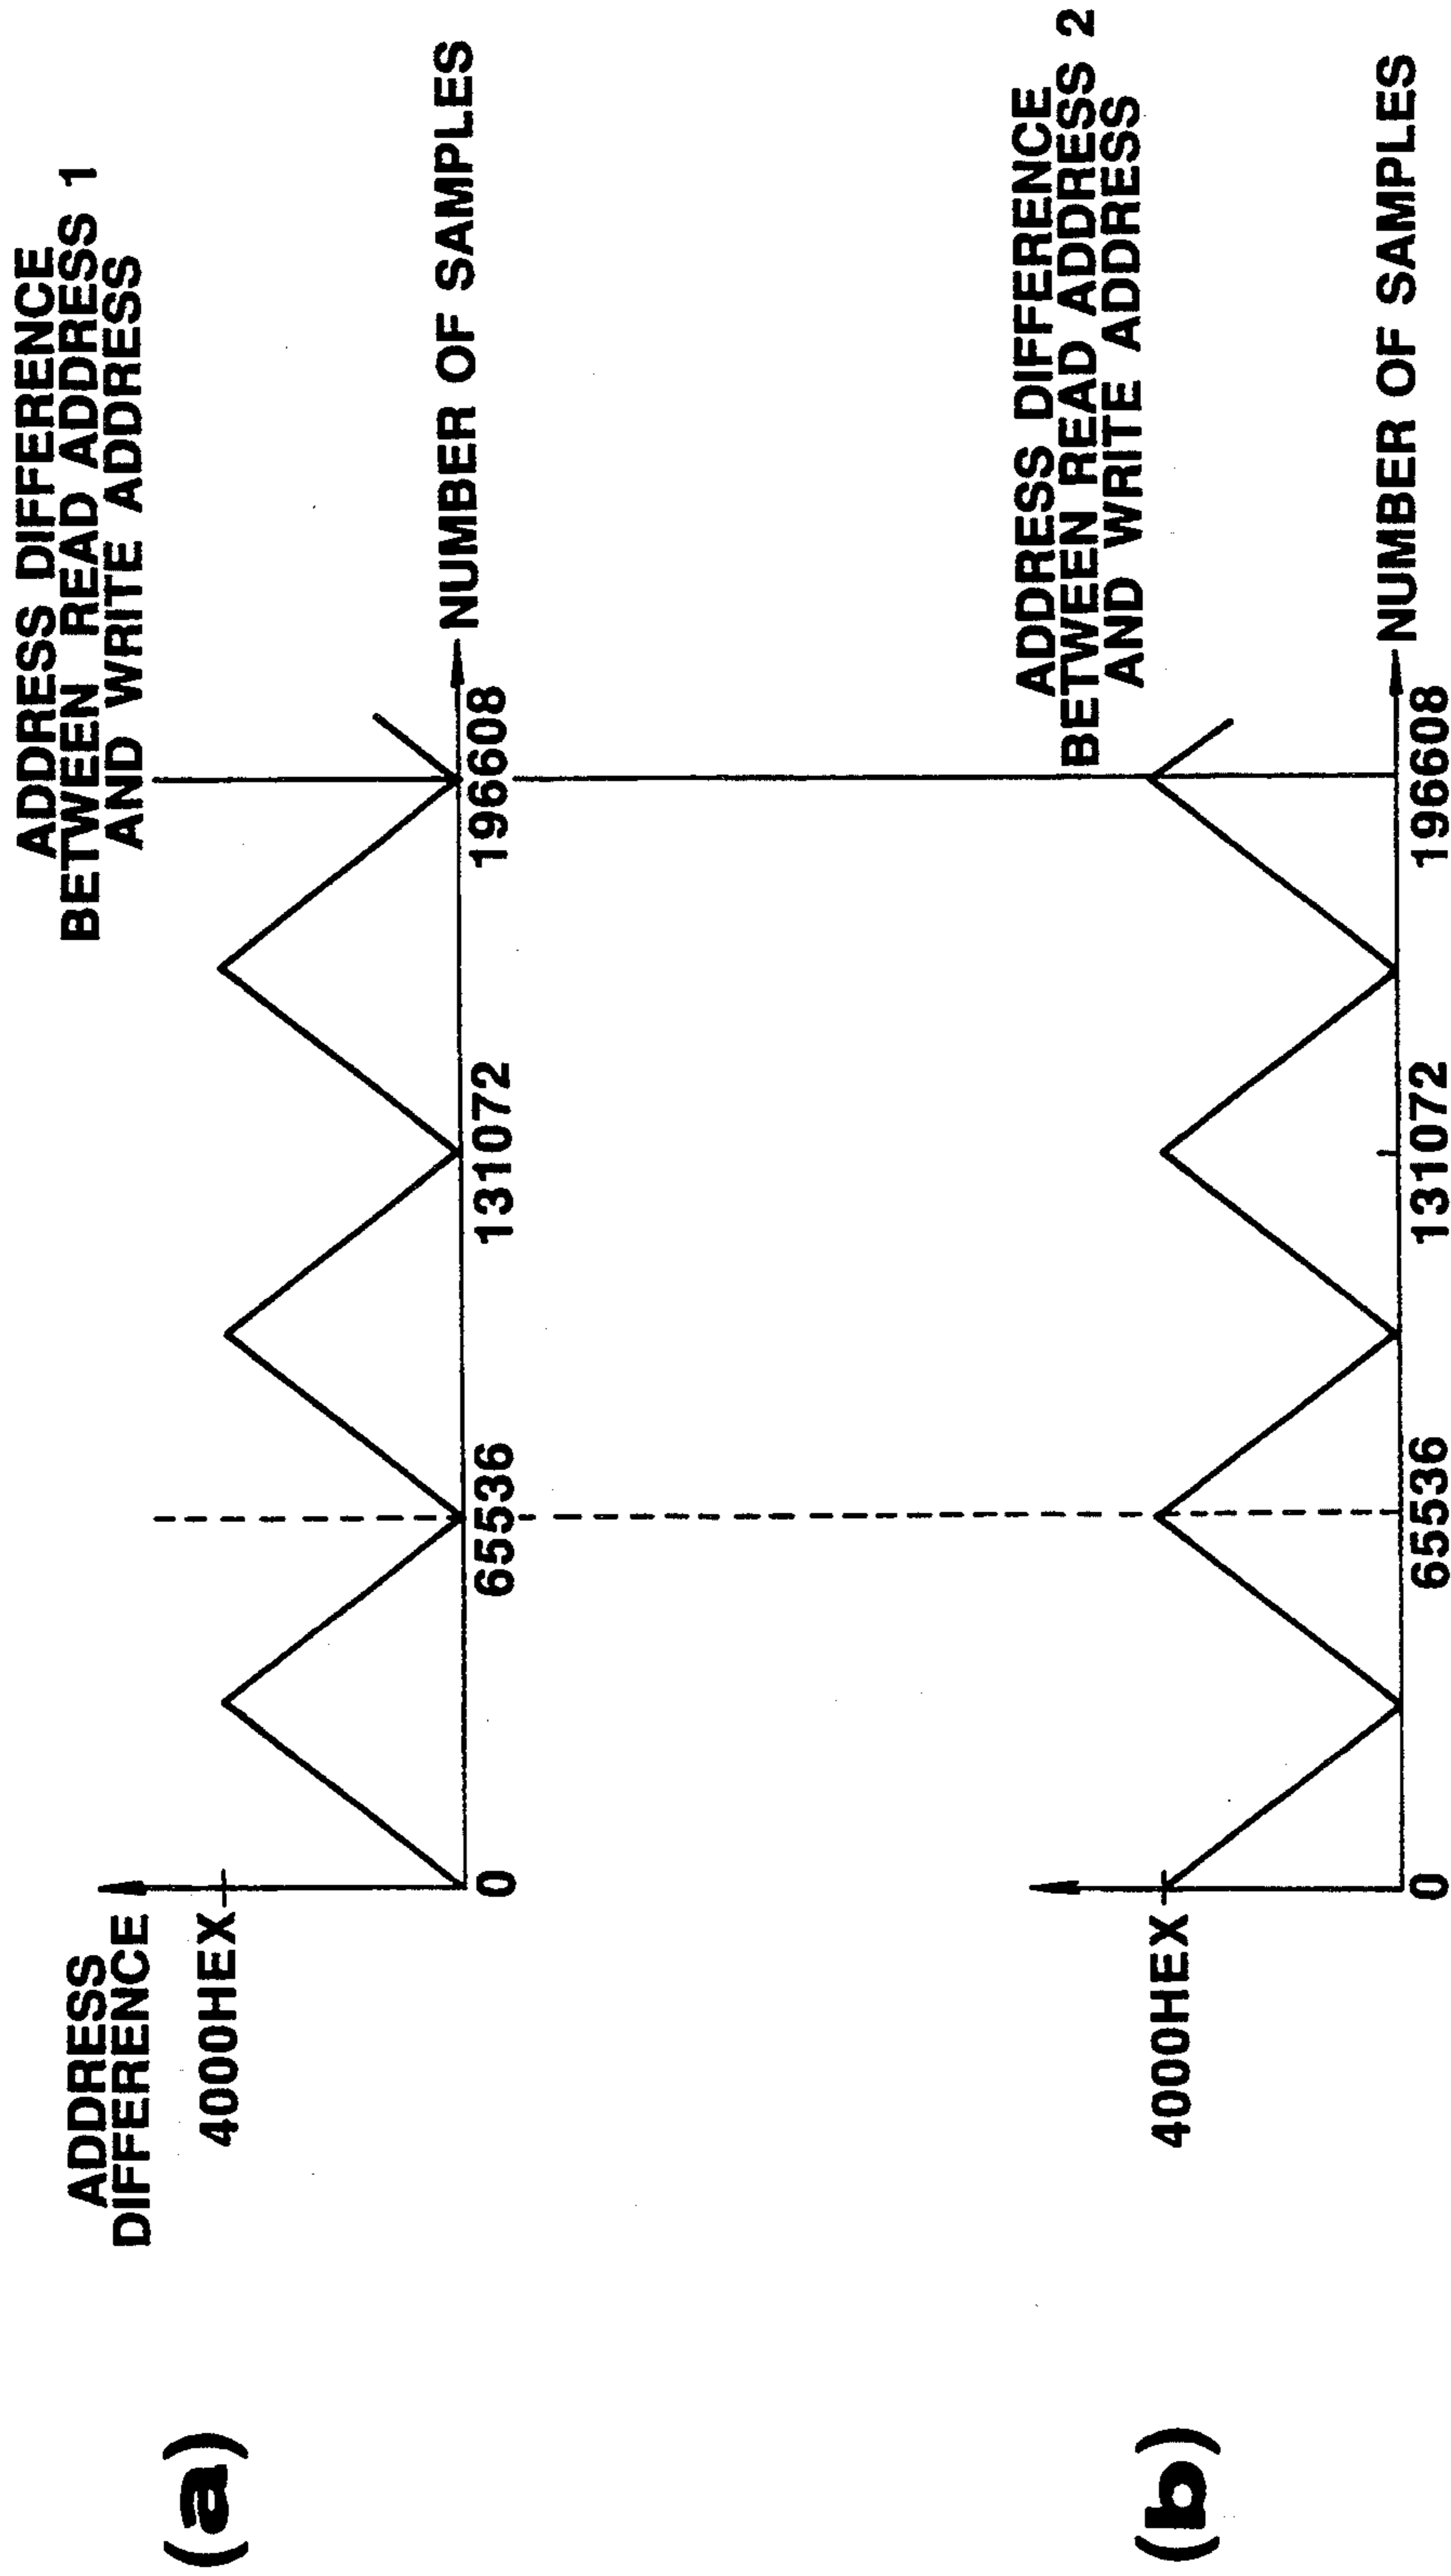 (a)
ADDRESS
DIFFERENCE
4000HEX
ADDRESS DIFFERENCE
BETWEEN READ ADDRESS 1
AND WRITE ADDRESS
0
65536
131072
196608
NUMBER OF SAMPLES
(b)
4000HEX
ADDRESS DIFFERENCE
BETWEEN READ ADDRESS 2
AND WRITE ADDRESS
0
65536
131072
196608
NUMBER OF SAMPLES